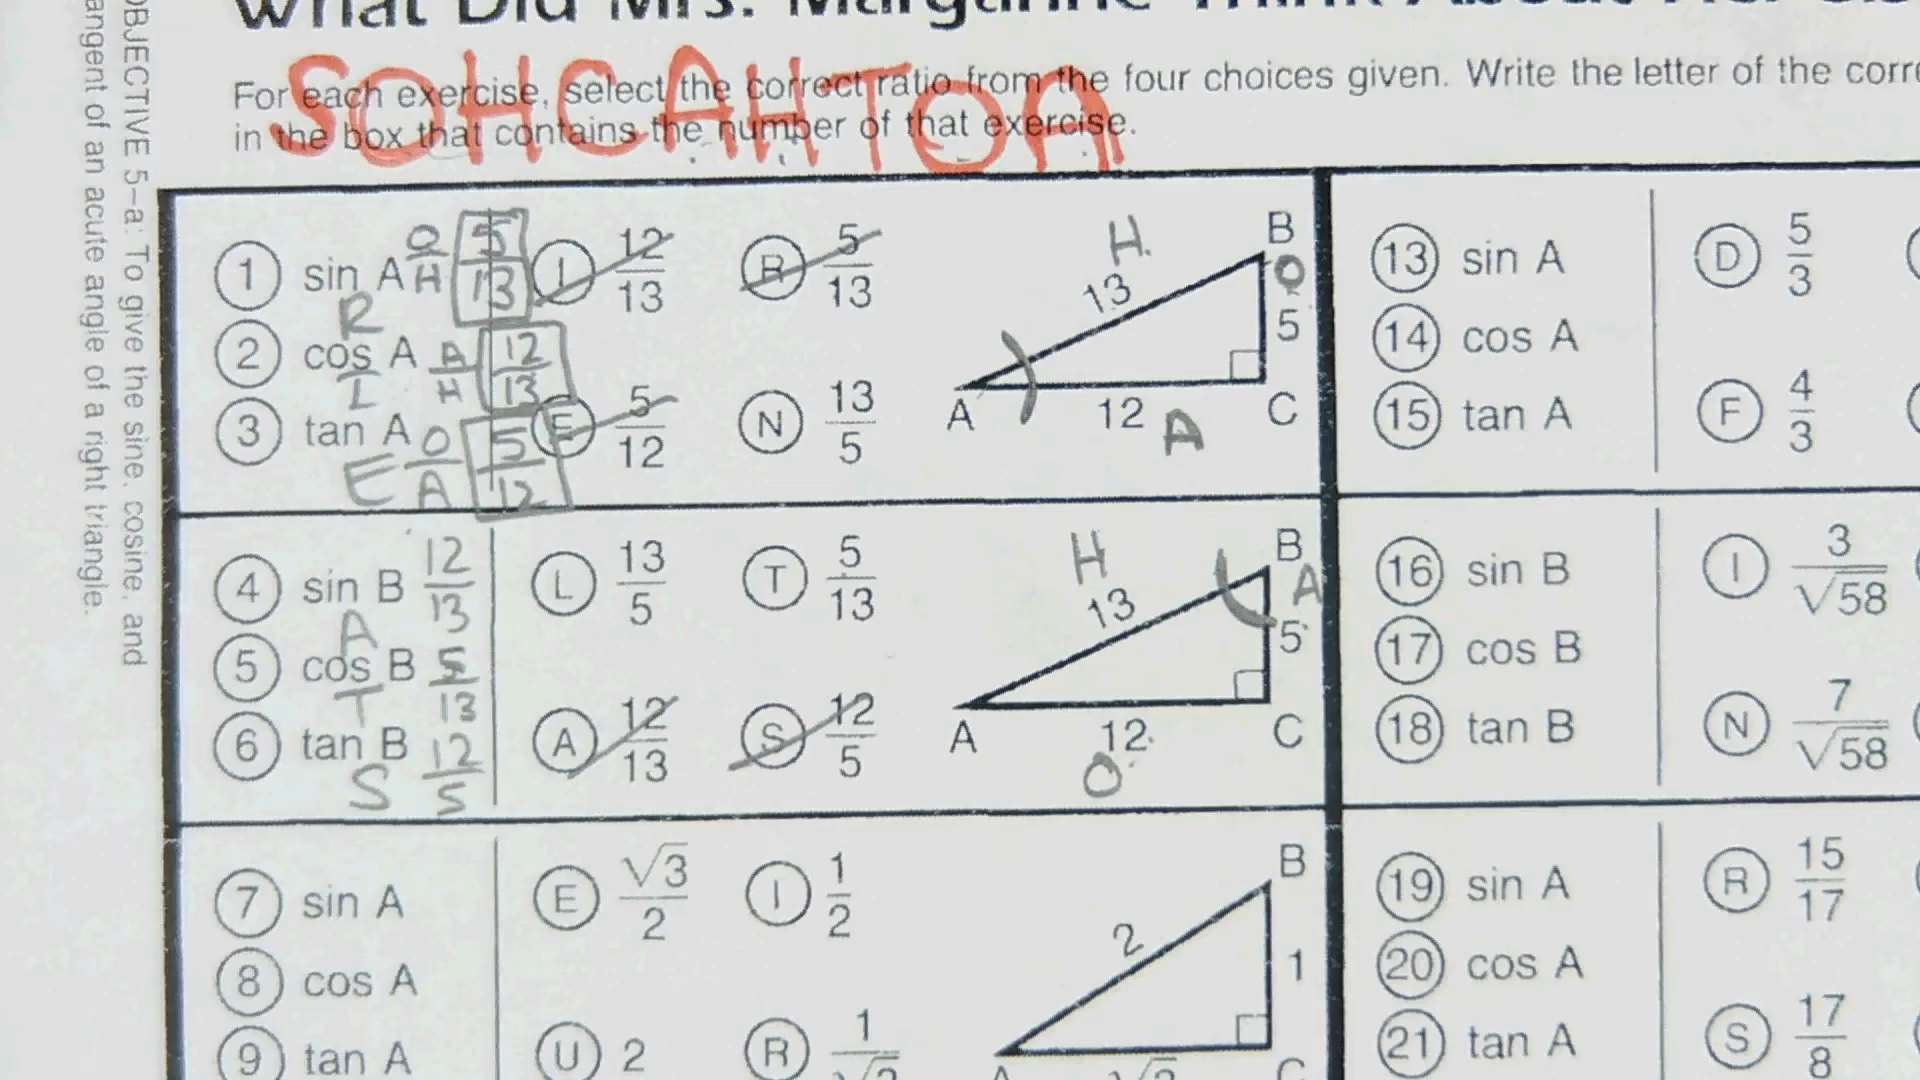 What Did Mrs. Margarine Think About Her
SOHCAHTOA
For each exercise, select the correct ratio from the four choices given. Write the letter of the
in the box that contains the number of that exercise.
OBJECTIVE 5–a: To give the sine, cosine, and
tangent of an acute angle of a right triangle.
1 sin A O/H 5/13
R
2 cos A A/H 12/13
I
3 tan A O/A 5/12
E
I 12/13 R 5/13
E 5/12 N 13/5
H.
B
O
13
5
A 12 C
A
4 sin B 12/13
A
5 cos B 5/13
T
6 tan B 12/5
S
L 13/5 T 5/13
A 12/13 S 12/5
H
B
A
13
5
A 12 C
O
7 sin A
8 cos A
9 tan A
E √3/2 I 1/2
U 2 R
B
2
1
13 sin A D 5/3
14 cos A
15 tan A F 4/3
16 sin B I 3/√58
17 cos B
18 tan B N 7/√58
19 sin A R 15/17
20 cos A
21 tan A S 17/8